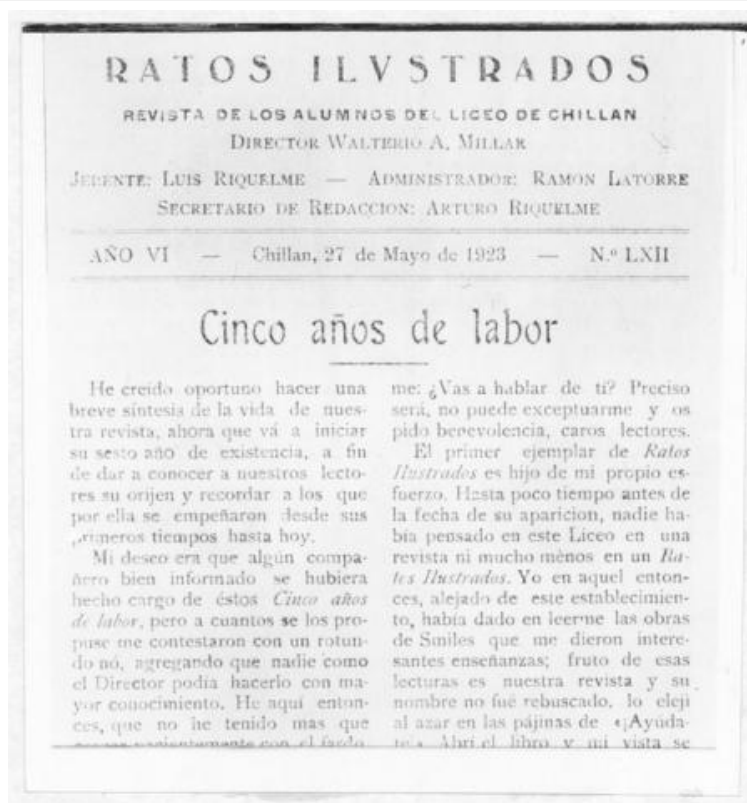 RATOS ILVSTRADOS
REVISTA DE LOS ALUMNOS DEL LICEO DE CHILLAN
DIRECTOR WALTERIO A. MILLAR
JERENTE: LUIS RIQUELME — ADMINISTRADOR: RAMON LATORRE
SECRETARIO DE REDACCION: ARTURO RIQUELME
AÑO VI — Chillan, 27 de Mayo de 1923 — N.º LXII
Cinco años de labor
He creido oportuno hacer una
breve síntesis de la vida de nues-
tra revista, ahora que vá a iniciar
su sesto año de existencia, a fin
de dar a conocer a nuestros lecto-
res su oríjen y recordar a los que
por ella se empeñaron desde sus
primeros tiempos hasta hoy.
Mi deseo era que algún compa-
ñero bien informado se hubiera
hecho cargo de éstos Cinco años
de labor, pero a cuantos se los pro-
puse me contestaron con un rotun-
do nó, agregando que nadie como
el Director podía hacerlo con ma-
yor conocimiento. He aquí enton-
ces, que no he tenido mas que
pacientemente con el fardo
me: ¿Vas a hablar de tí? Preciso
será, no puede exceptuarme y os
pido benevolencia, caros lectores.
El primer ejemplar de Ratos
Ilustrados es hijo de mi propio es-
fuerzo. Hasta poco tiempo antes de
la fecha de su aparicion, nadie ha-
bía pensado en este Liceo en una
revista ni mucho ménos en un Ra-
tos Ilustrados. Yo en aquel enton-
ces, alejado de este establecimien-
to, había dado en leerme las obras
de Smiles que me dieron intere-
santes enseñanzas; fruto de esas
lecturas es nuestra revista y su
nombre no fué rebuscado, lo elejí
al azar en las pájinas de «¡Ayúda-
te!» Abrí el libro y mi vista se